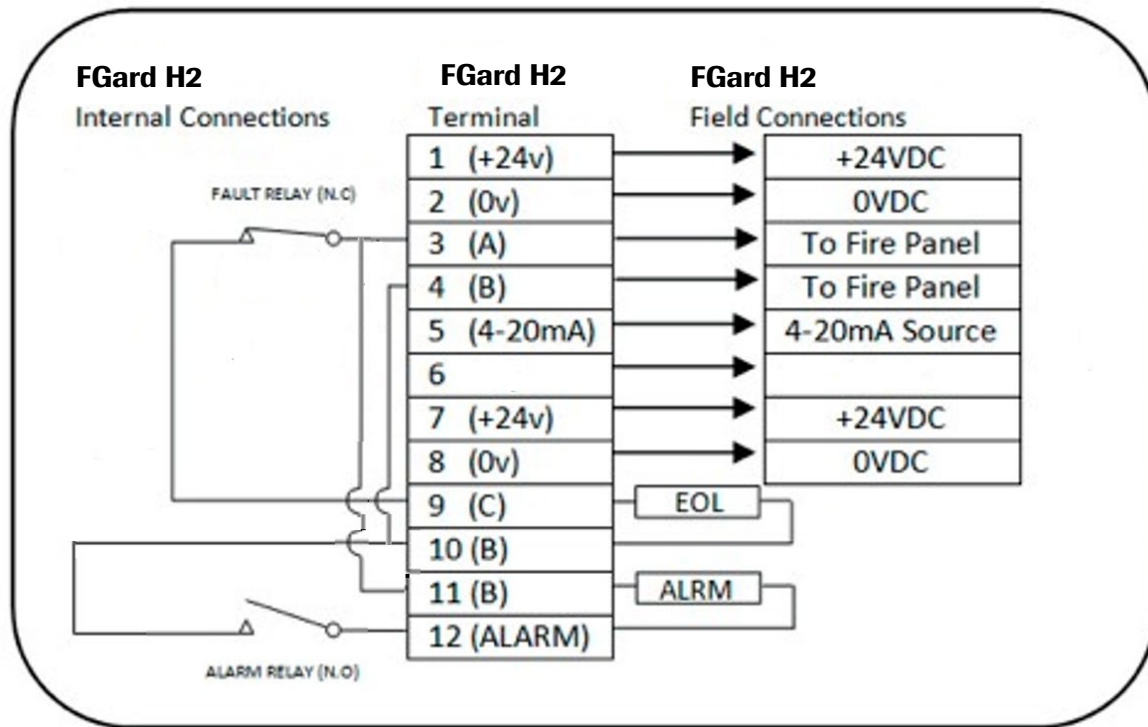 FGard H2
Internal Connections
FGard H2
Terminal
FGard H2
Field Connections
FAULT RELAY (N.C)
1 (+24v)
+24VDC
2 (0v)
0VDC
3 (A)
To Fire Panel
4 (B)
To Fire Panel
5 (4-20mA)
4-20mA Source
6
7 (+24v)
+24VDC
8 (0v)
0VDC
9 (C)
EOL
10 (B)
11 (B)
ALRM
12 (ALARM)
ALARM RELAY (N.O)